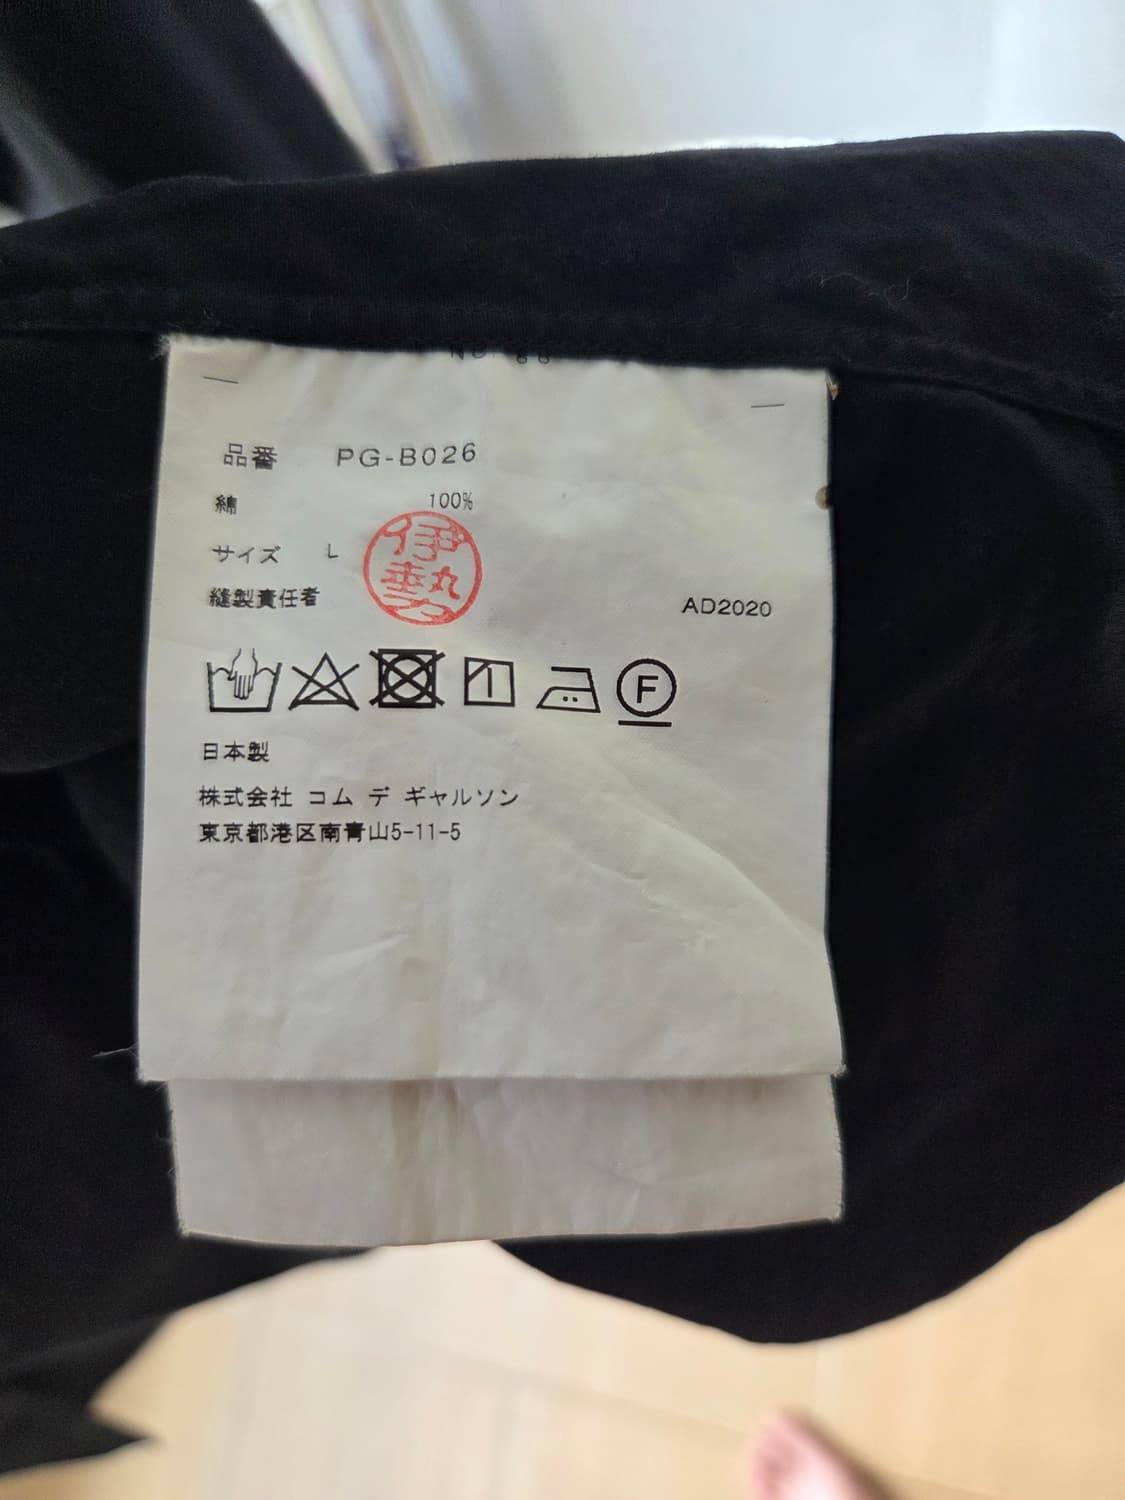 品番 PG-B026
綿 100%
サイズ L
縫製責任者 伊勢
AD2020
F
日本製
株式会社 コム デ ギャルソン
東京都港区南青山5-11-5